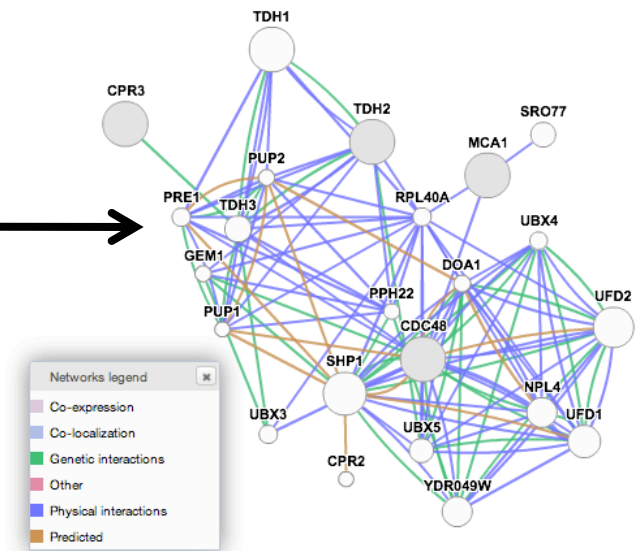 TDH1
CPR3
TDH2
SRO77
MCA1
PUP2
PRE1
TDH3
RPL40A
UBX4
GEM1
DOA1
PPH22
UFD2
PUP1
CDC48
SHP1
NPL4
UBX3
UBX5
UFD1
CPR2
YDR049W
Networks legend
Co-expression
Co-localization
Genetic interactions
Other
Physical interactions
Predicted